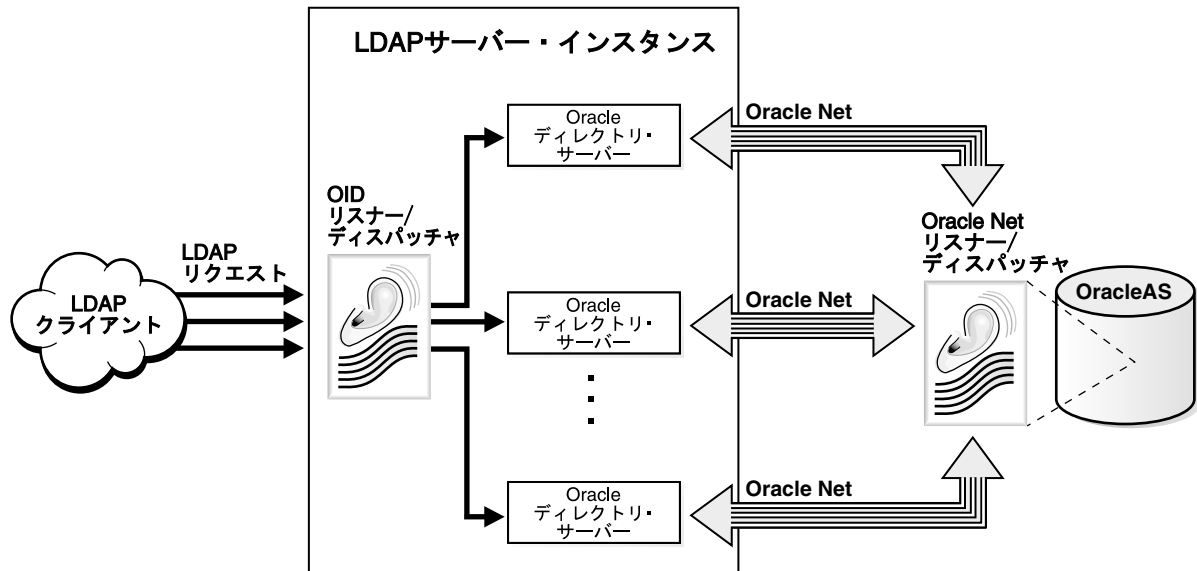 LDAPサーバー・インスタンス
Oracle
ディレクトリ・
サーバー
Oracle Net
OID
リスナー/
ディスパッチャ
Oracle Net
リスナー/
ディスパッチャ
LDAP
リクエスト
LDAP
クライアント
Oracle
ディレクトリ・
サーバー
Oracle Net
OracleAS
Oracle
ディレクトリ・
サーバー
Oracle Net